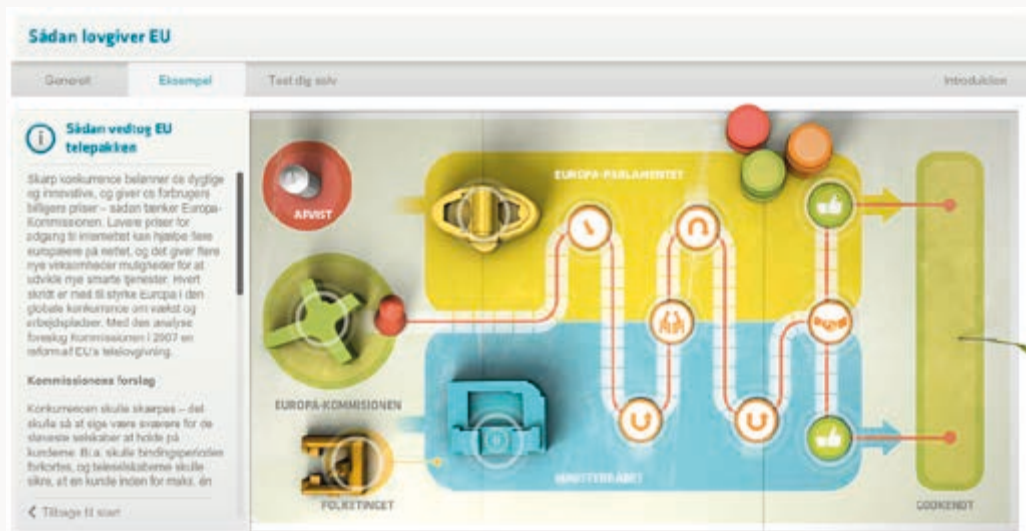 Sådan lovgiver EU
Generelt
Eksempel
Test dig selv
Introduktion
Sådan vedtog EU
telepakken
Skarp konkurrence belønner de dygtige
og innovative, og giver os forbrugere
billigere priser – sådan tænker Europa-
Kommissionen. Lavere priser for
adgang til internettet kan hjælpe flere
europæere på nettet, og det giver flere
nye virksomheder muligheder for at
udvikle nye smarte tjenester. Hvert
skridt er med til styrke Europa i den
globale konkurrence om vækst og
arbejdspladser. Med den analyse
foreslog Kommissionen i 2007 en
reform af EU's telelovgivning.
Kommissionens forslag
Konkurrencen skulle skærpes – det
skulle så at sige være sværere for de
sløveste selskaber at holde på
kunderne. Bl.a. skulle bindingsperioden
forkortes, og teleselskaberne skulle
sikre, at en kunde inden for maks. én
Tilbage til start
AFVIST
EUROPA-PARLAMENTET
EUROPA-KOMMISIONEN
FOLKETINGET
MINISTERRÅDET
GODKENDT